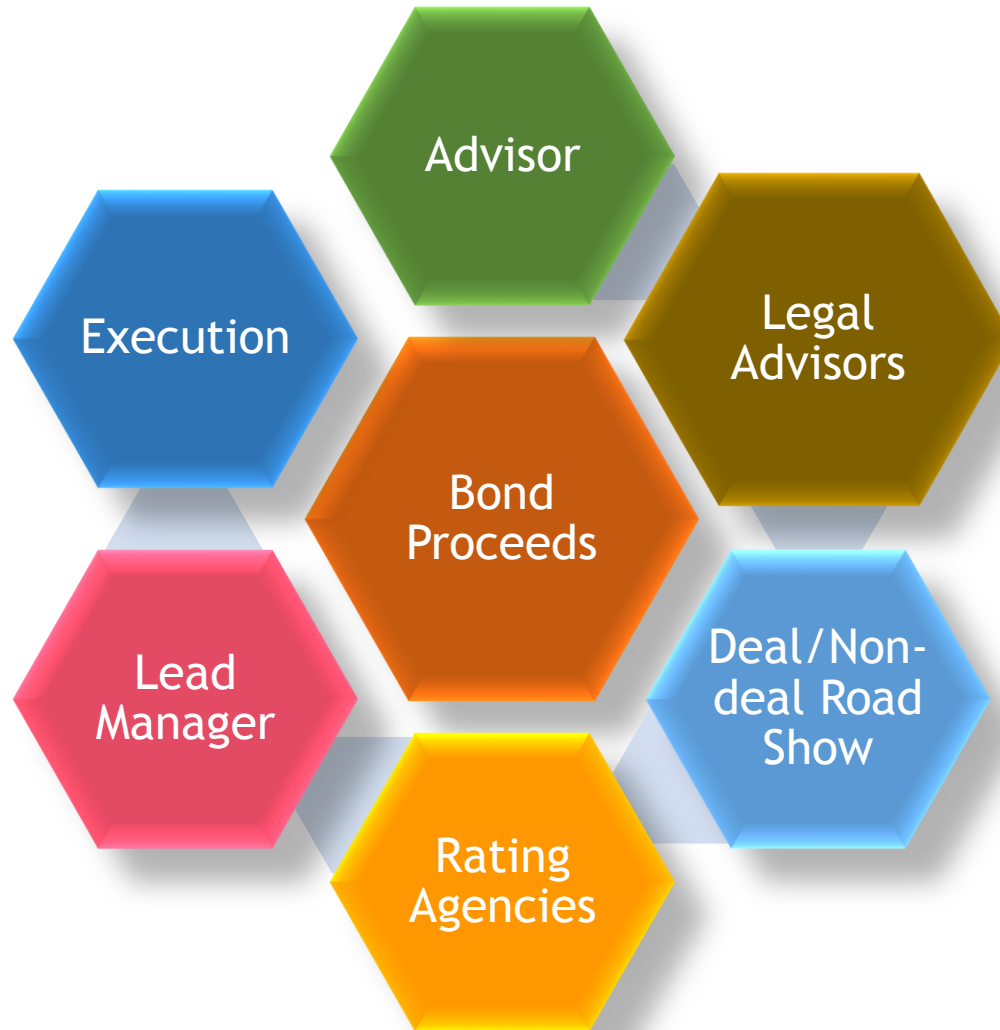 Advisor
Execution
Legal
Advisors
Bond
Proceeds
Lead
Manager
Deal/Non-
deal Road
Show
Rating
Agencies